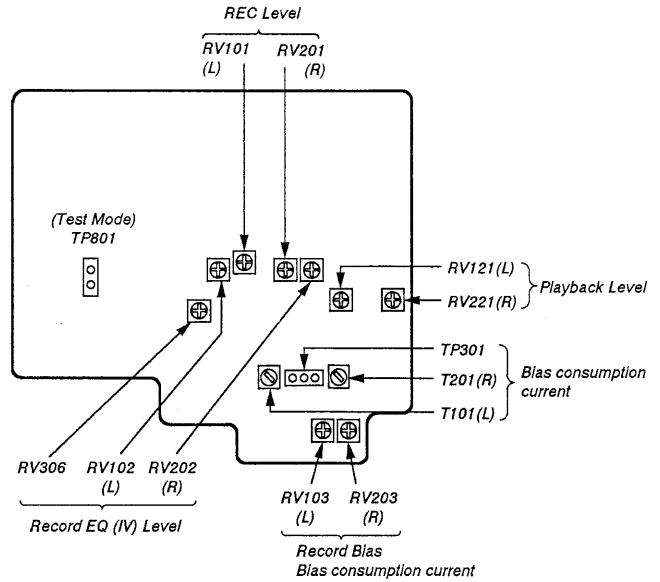 REC Level
RV101 RV201
(L) (R)
(Test Mode)
TP801
RV121(L)
RV221(R)
Playback Level
TP301
T201(R)
T101(L)
Bias consumption
current
RV306 RV102 RV202
(L) (R)
Record EQ (IV) Level
RV103 RV203
(L) (R)
Record Bias
Bias consumption current